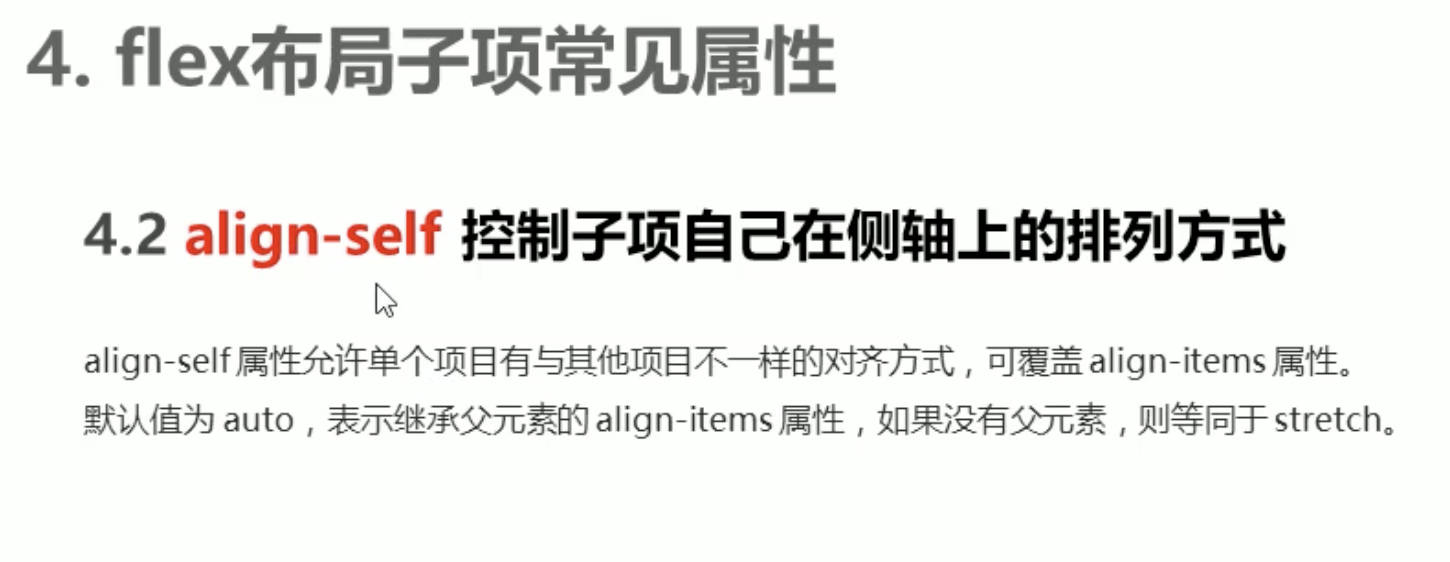 4. flex布局子项常见属性
4.2 align-self 控制子项自己在侧轴上的排列方式
align-self 属性允许单个项目有与其他项目不一样的对齐方式，可覆盖 align-items 属性。
默认值为 auto，表示继承父元素的 align-items 属性，如果没有父元素，则等同于 stretch。